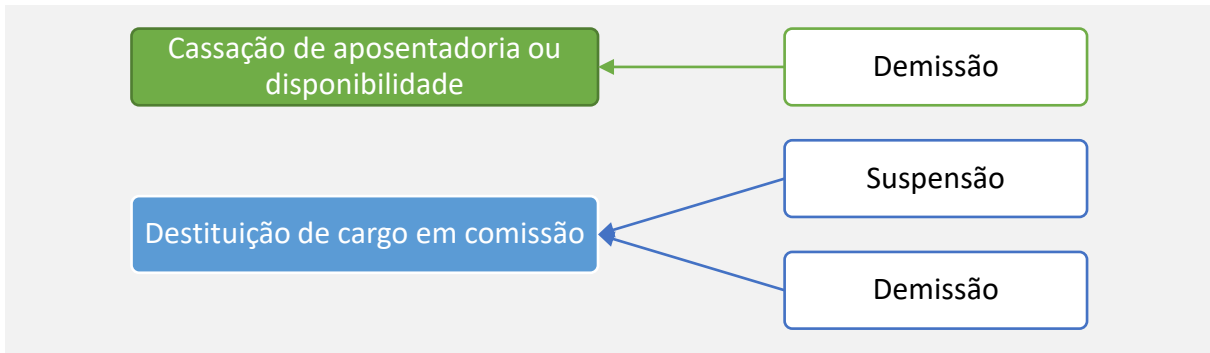 Cassação de aposentadoria ou
disponibilidade
Demissão
Suspensão
Destituição de cargo em comissão
Demissão